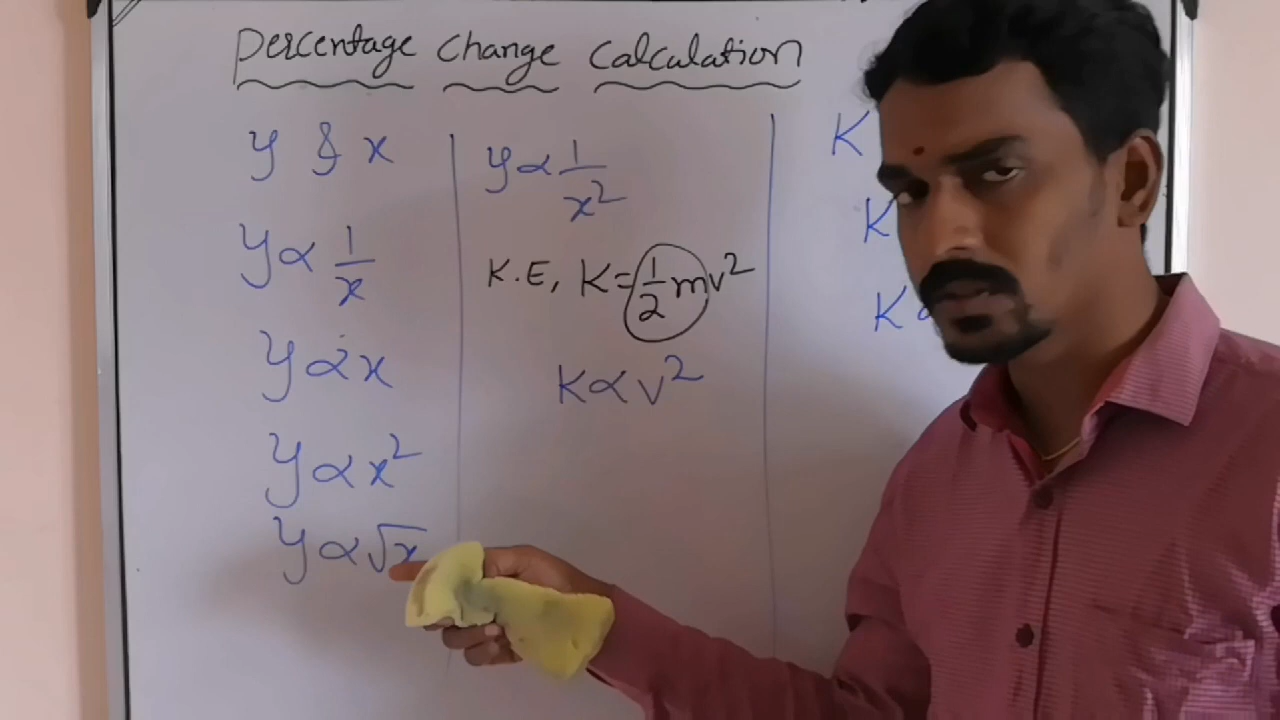 Percentage Change Calculation
y & x
y ∝ 1/x
y ∝ x
y ∝ x²
y ∝ √x
y ∝ 1/x²
K.E, K = 1/2 mv²
K ∝ v²
K
K
K ∝